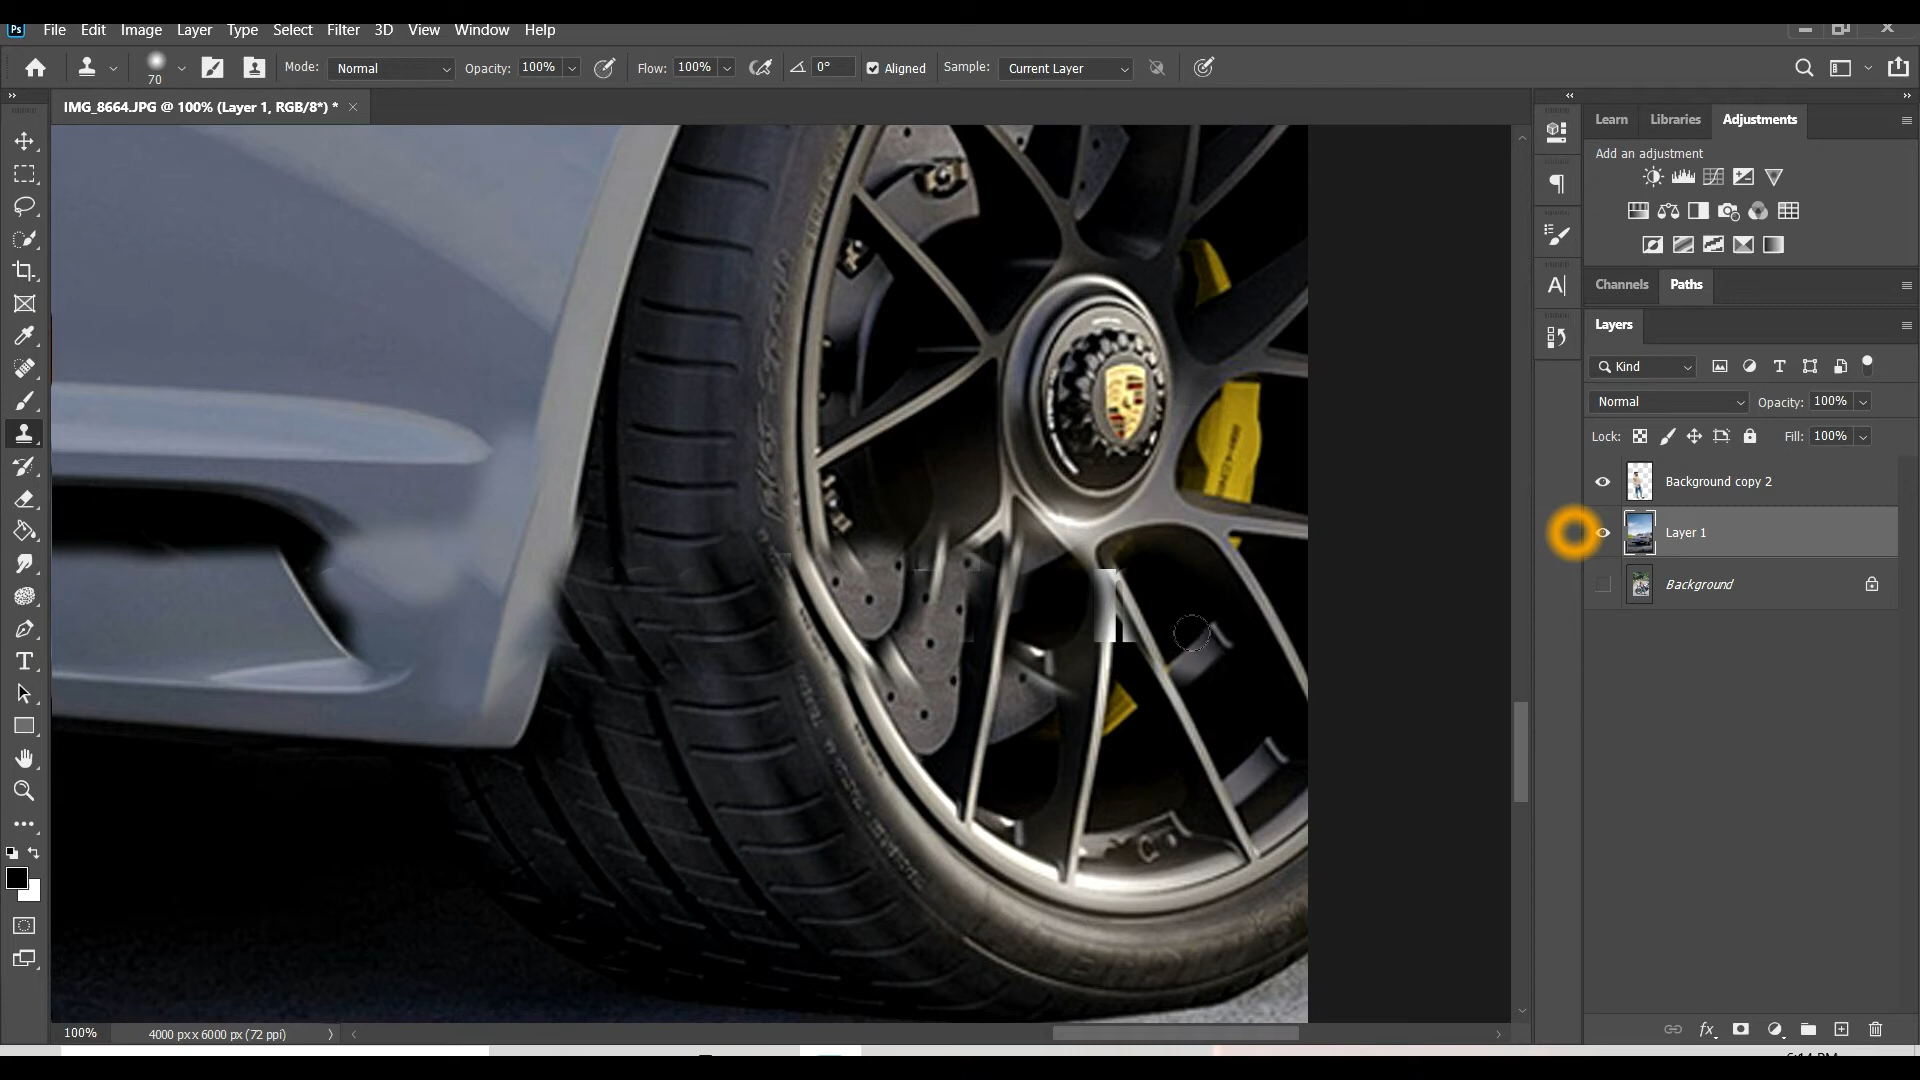 Ps File Edit Image Layer Type Select Filter 3D View Window Help
70 Mode: Normal Opacity: 100% Flow: 100% 0° Aligned Sample: Current Layer
IMG_8664.JPG @ 100% (Layer 1, RGB/8*) * ×
Learn Libraries Adjustments
Add an adjustment
Channels Paths
Layers
Kind
Normal Opacity: 100%
Lock: Fill: 100%
Background copy 2
Layer 1
Background
100% 4000 px x 6000 px (72 ppi)